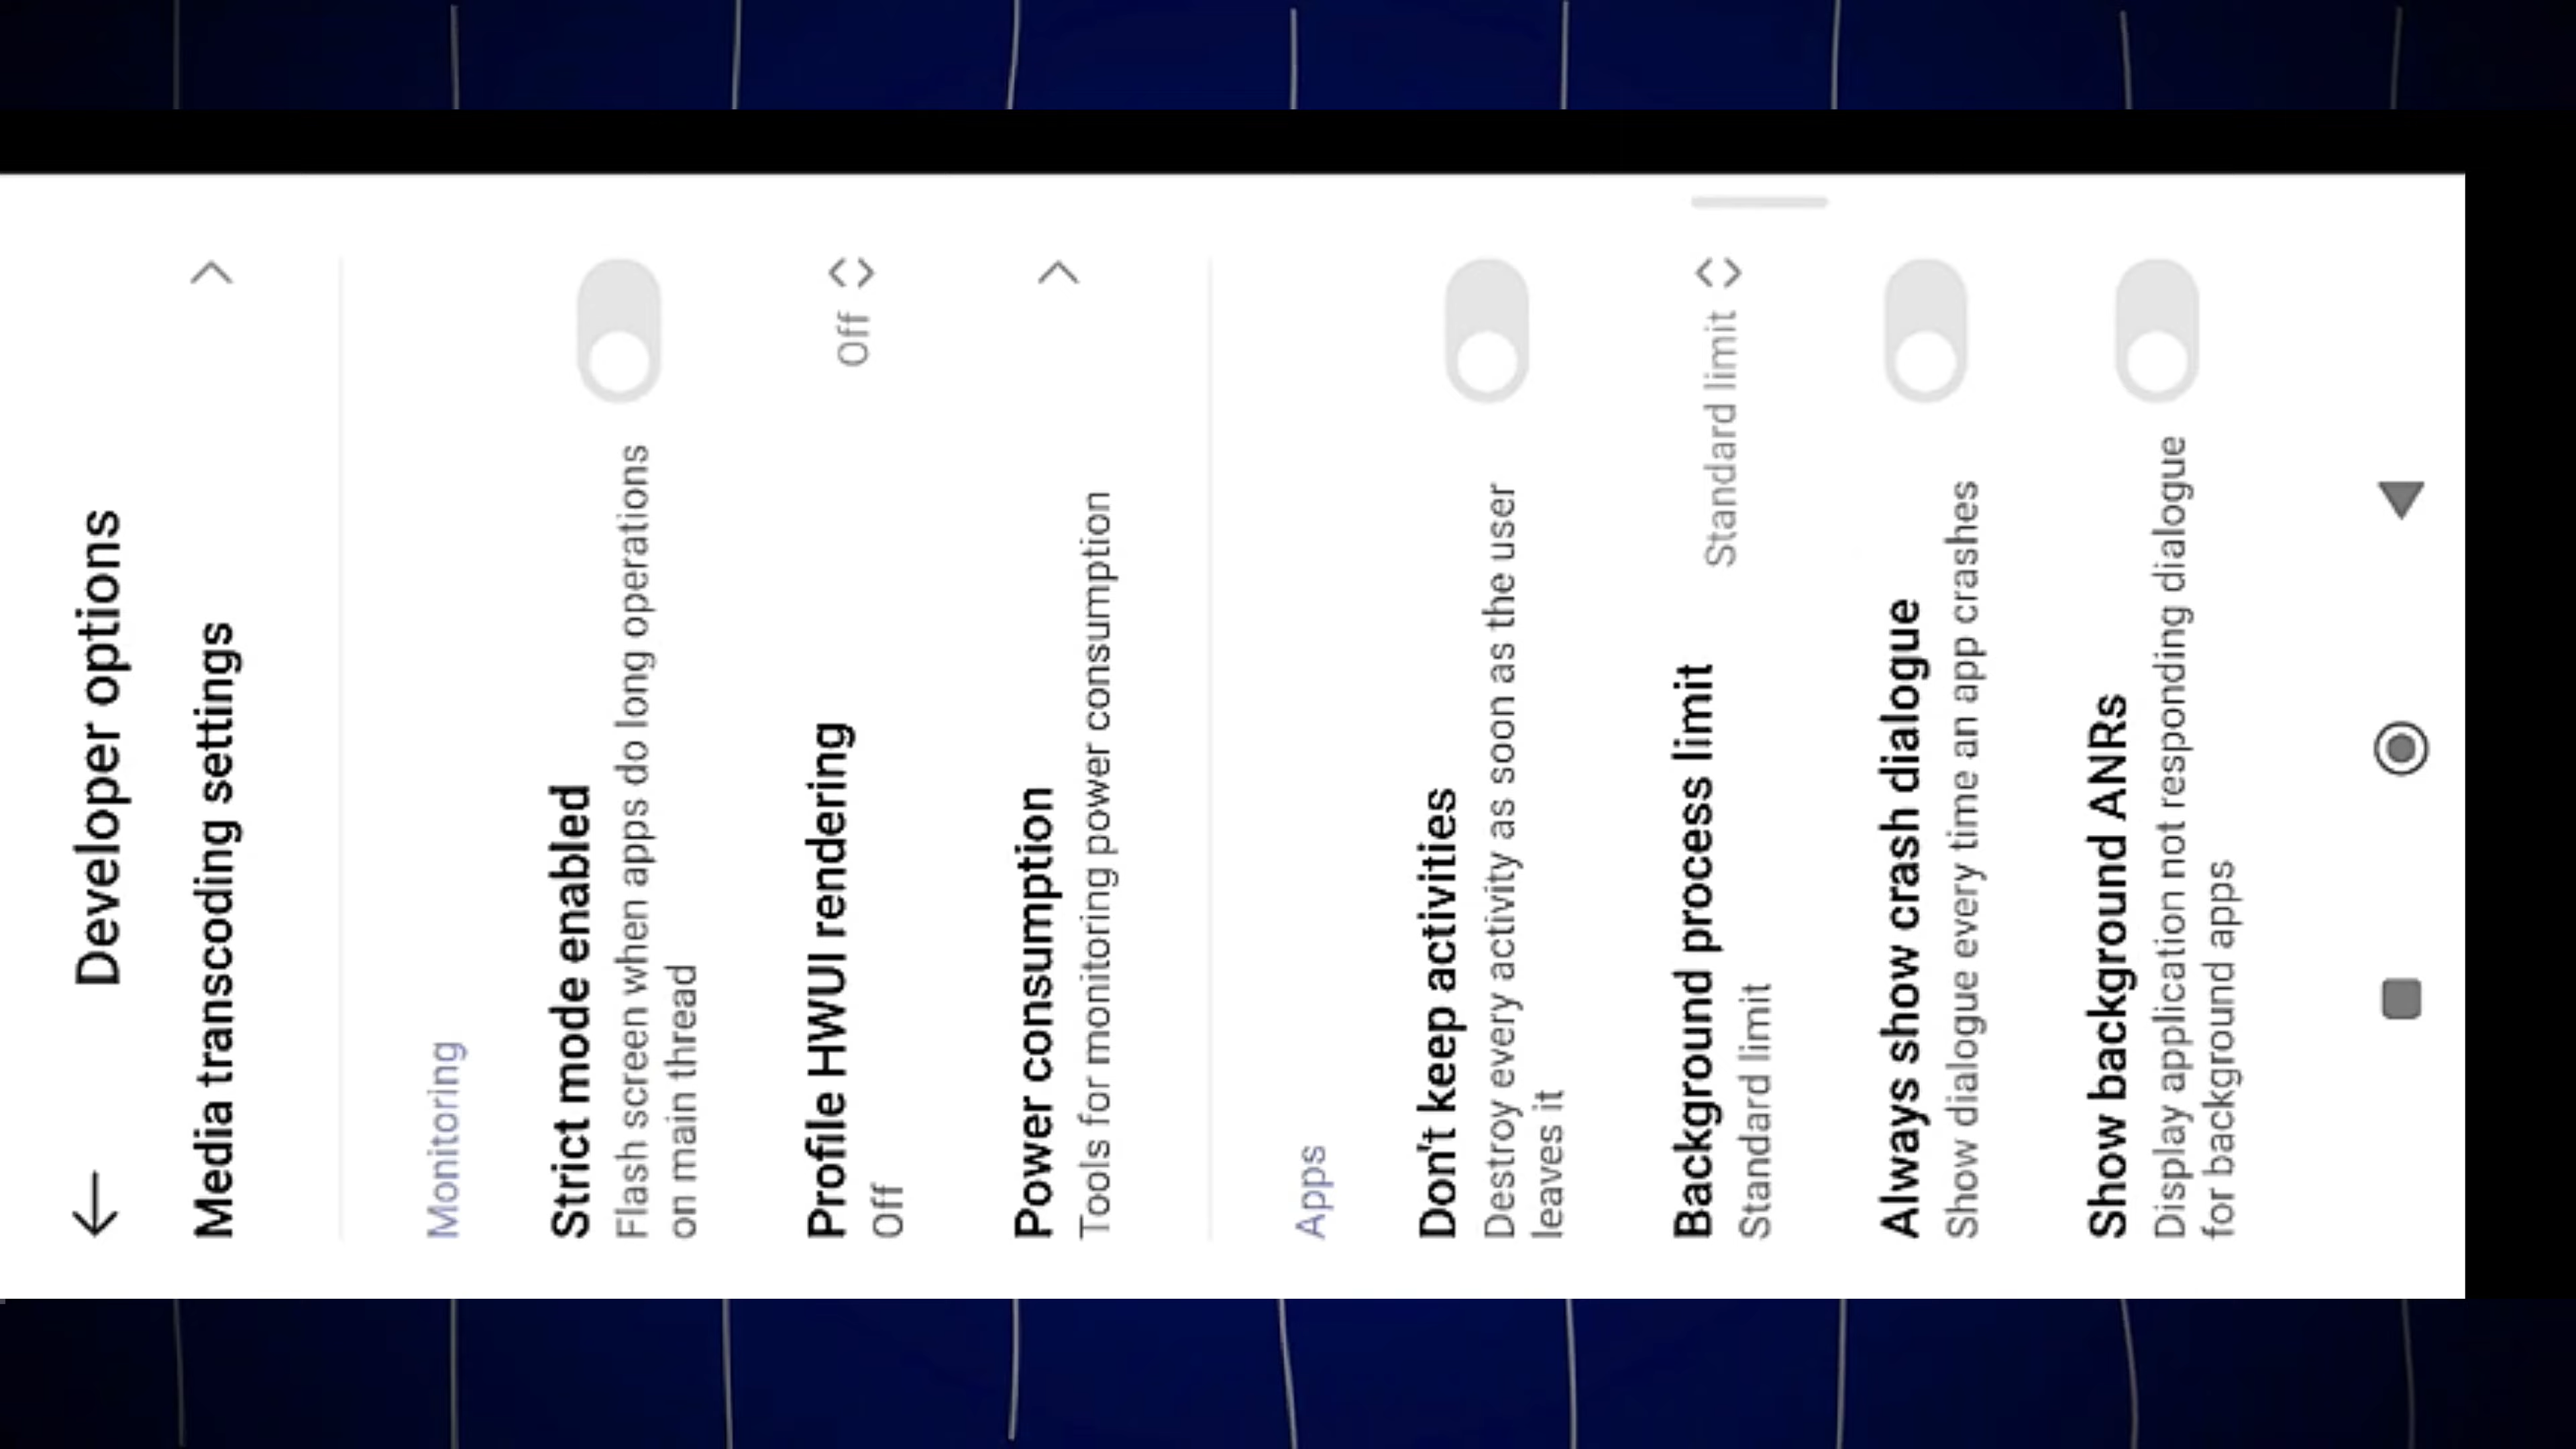 Developer options
Media transcoding settings
Monitoring
Strict mode enabled
Flash screen when apps do long operations
on main thread
Profile HWUI rendering
Off
Off
Power consumption
Tools for monitoring power consumption
Apps
Don't keep activities
Destroy every activity as soon as the user
leaves it
Background process limit
Standard limit
Standard limit
Always show crash dialogue
Show dialogue every time an app crashes
Show background ANRs
Display application not responding dialogue
for background apps